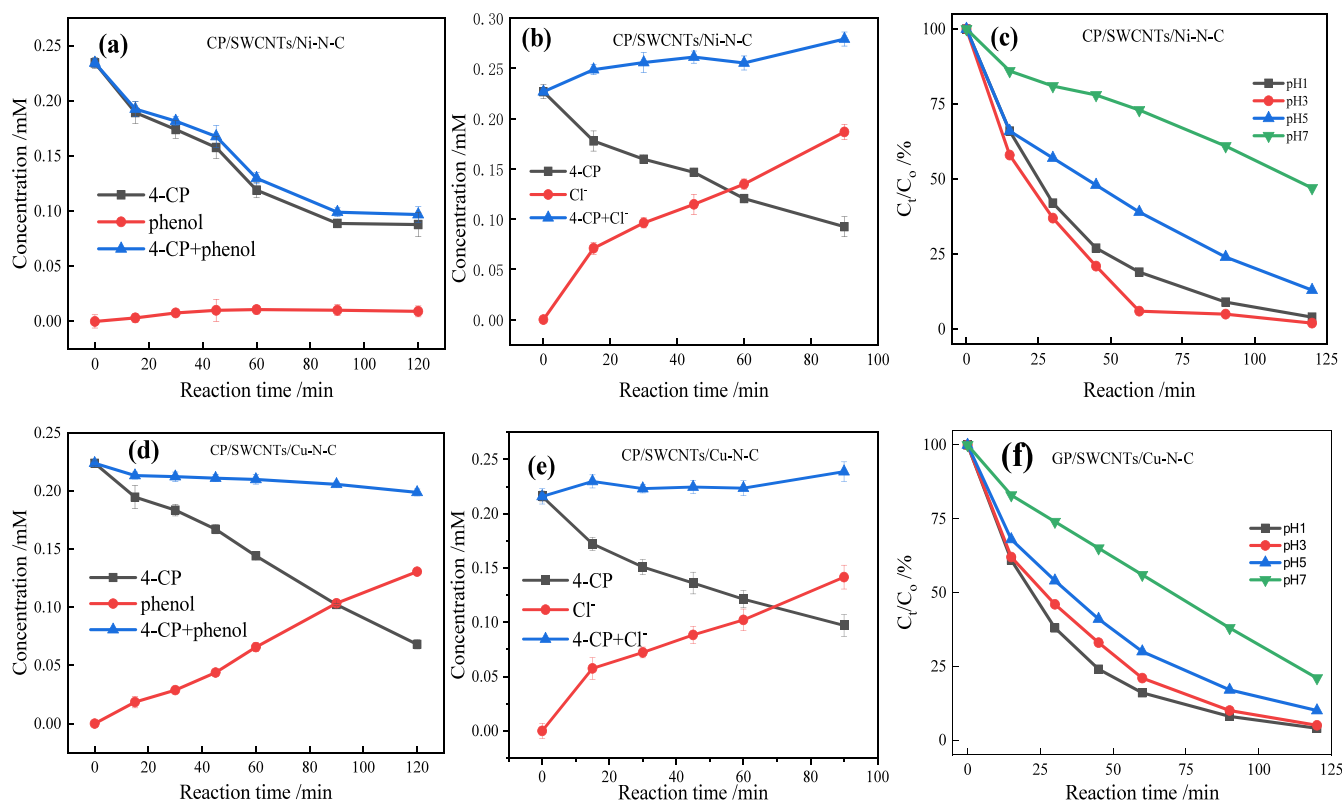 (a)
CP/SWCNTs/Ni-N-C
Concentration /mM
0.25
0.20
0.15
0.10
0.05
0.00
4-CP
phenol
4-CP+phenol
0 20 40 60 80 100 120
Reaction time /min
(b)
CP/SWCNTs/Ni-N-C
Concentration /mM
0.30
0.25
0.20
0.15
0.10
0.05
0.00
4-CP
Cl⁻
4-CP+Cl⁻
0 20 40 60 80 100
Reaction time /min
(c)
CP/SWCNTs/Ni-N-C
Cₜ/Cₒ /%
100
75
50
25
0
pH1
pH3
pH5
pH7
0 25 50 75 100 125
Reaction /min
(d)
CP/SWCNTs/Cu-N-C
Concentration /mM
0.25
0.20
0.15
0.10
0.05
0.00
4-CP
phenol
4-CP+phenol
0 20 40 60 80 100 120
Reaction time /min
(e)
CP/SWCNTs/Cu-N-C
Concentration /mM
0.25
0.20
0.15
0.10
0.05
0.00
4-CP
Cl⁻
4-CP+Cl⁻
0 20 40 60 80 100
Reaction time /min
(f)
GP/SWCNTs/Cu-N-C
Cₜ/Cₒ /%
100
75
50
25
0
pH1
pH3
pH5
pH7
0 25 50 75 100 125
Reaction time /min